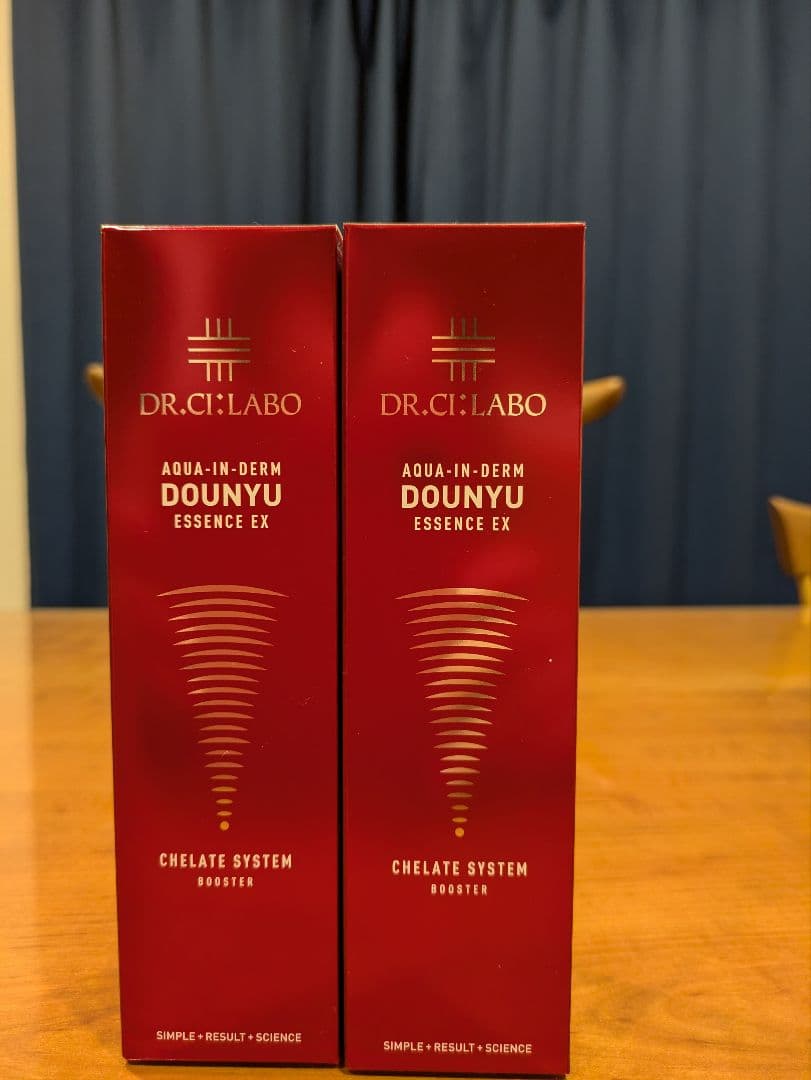 DR.CI:LABO
AQUA-IN-DERM
DOUNYU
ESSENCE EX
CHELATE SYSTEM
BOOSTER
SIMPLE+RESULT+SCIENCE
DR.CI:LABO
AQUA-IN-DERM
DOUNYU
ESSENCE EX
CHELATE SYSTEM
BOOSTER
SIMPLE+RESULT+SCIENCE